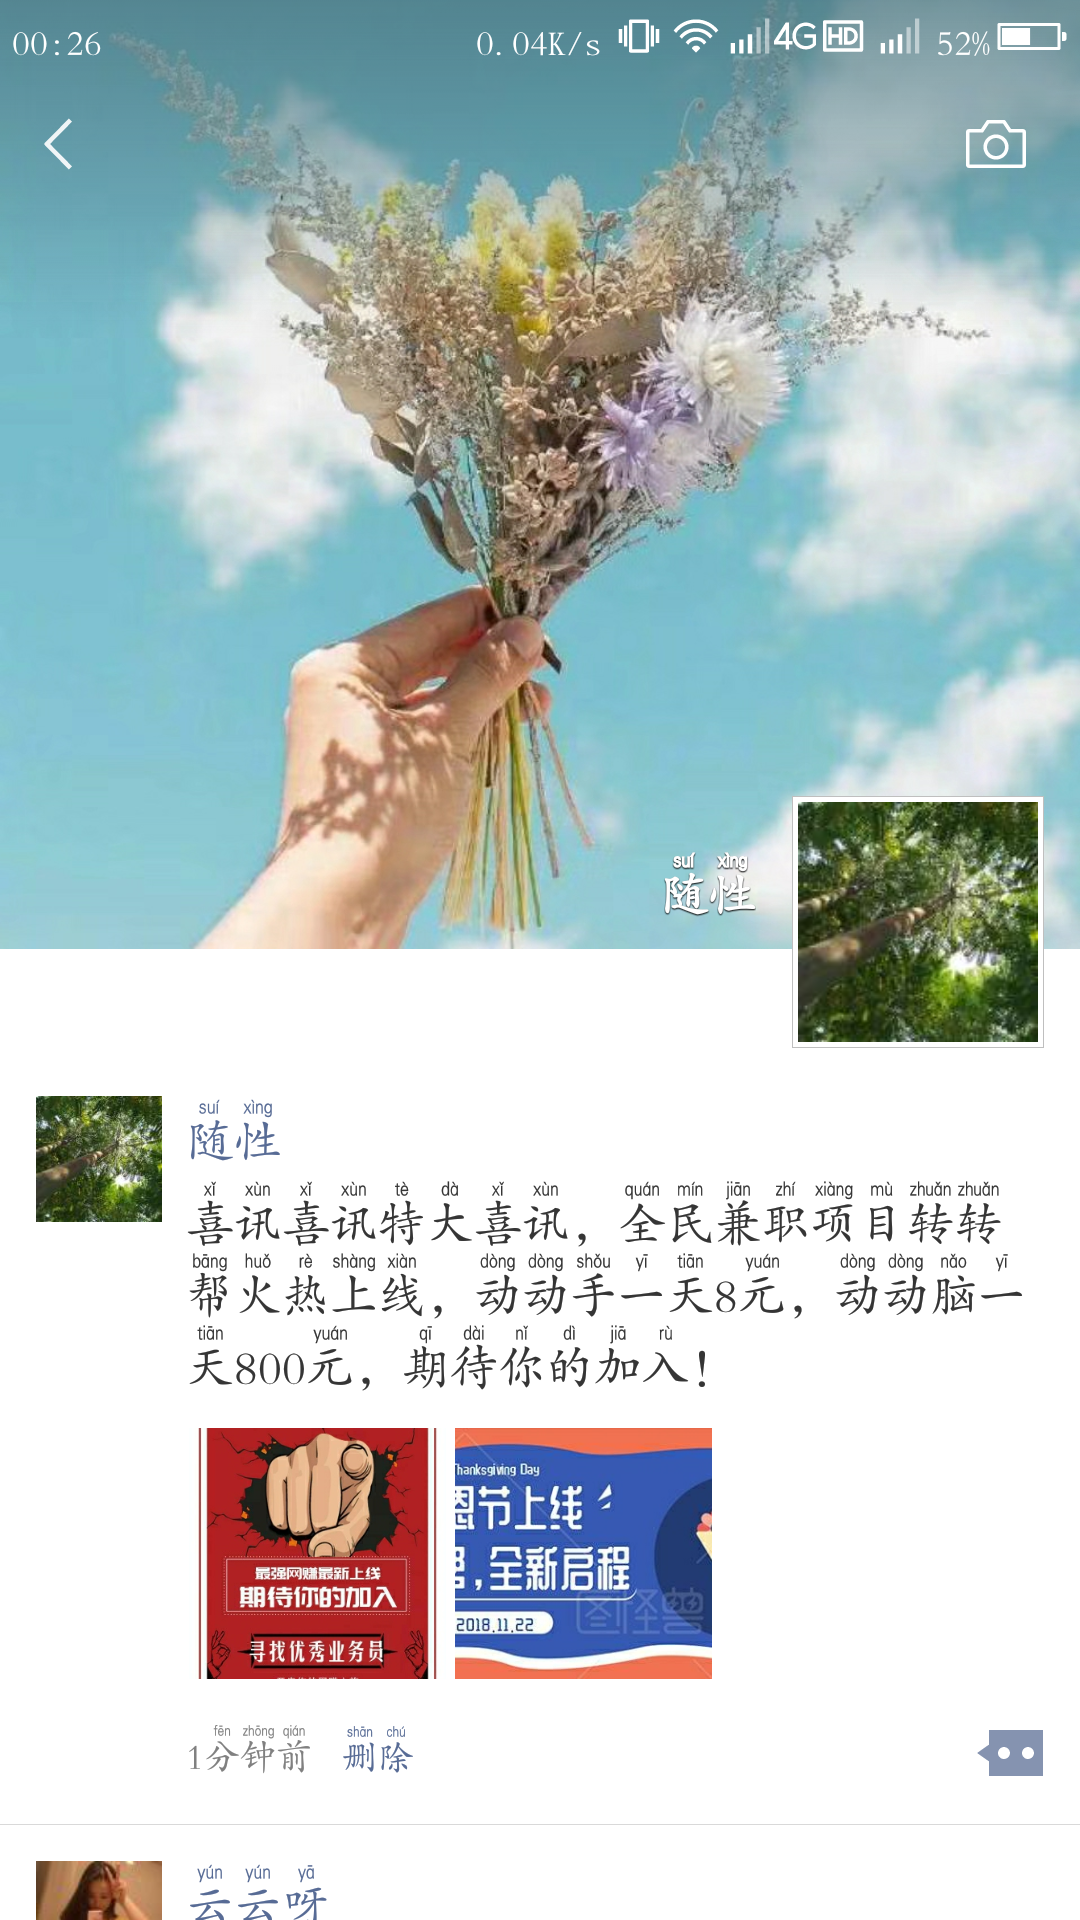 00:26
0.04K/s
4G HD
52%
suí xìng
随性
suí xìng
随性
xǐ xùn xǐ xùn tè dà xǐ xùn quán mín jiān zhí xiàng mù zhuǎn zhuǎn
喜讯喜讯特大喜讯，全民兼职项目转转
bāng huǒ rè shàng xiàn dòng dòng shǒu yī tiān yuán dòng dòng nǎo yī
帮火热上线，动动手一天8元，动动脑一
tiān yuán qī dài nǐ dì jiā rù
天800元，期待你的加入！
最强网赚最新上线
期待你的加入
寻找优秀业务员
Thanksgiving Day
恩节上线
,全新启程
2018.11.22
图怪兽
fēn zhōng qián shān chú
1分钟前 删除
yún yún yā
云云呀